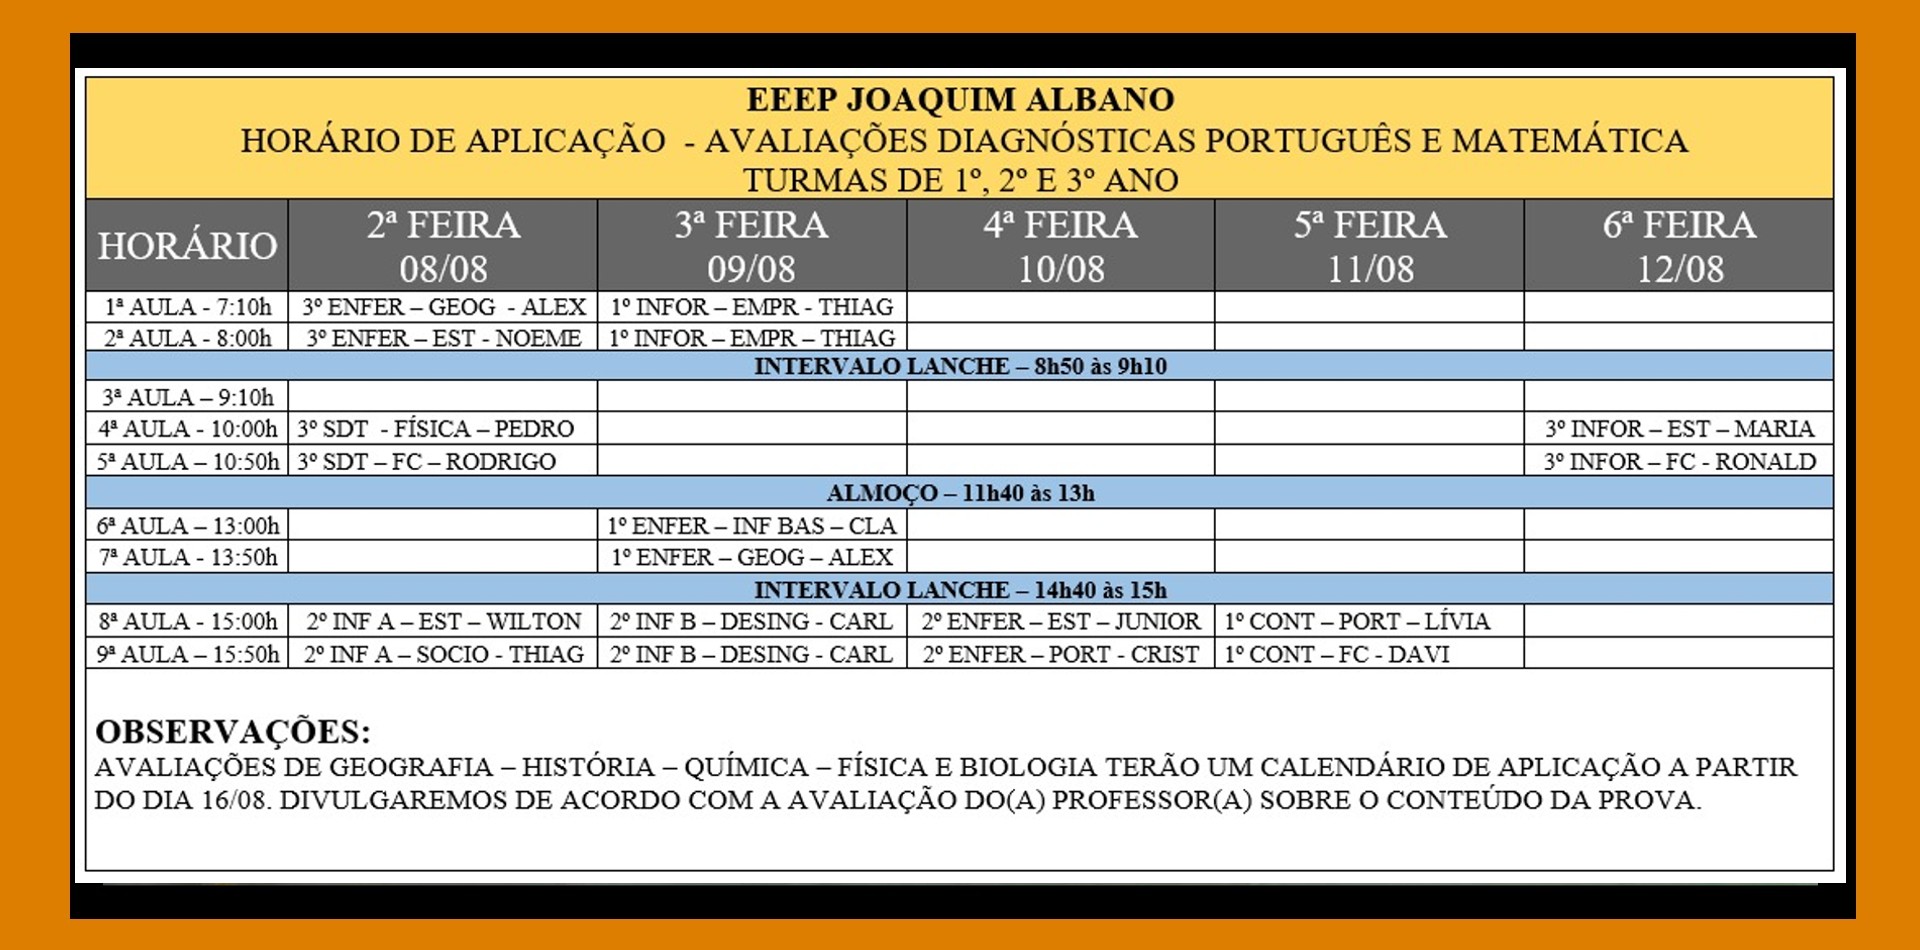 EEEP JOAQUIM ALBANO
HORÁRIO DE APLICAÇÃO - AVALIAÇÕES DIAGNÓSTICAS PORTUGUÊS E MATEMÁTICA
TURMAS DE 1º, 2º E 3º ANO
HORÁRIO 2ª FEIRA 08/08 3ª FEIRA 09/08 4ª FEIRA 10/08 5ª FEIRA 11/08 6ª FEIRA 12/08
1ª AULA - 7:10h 3º ENFER – GEOG - ALEX 1º INFOR – EMPR - THIAG
2ª AULA - 8:00h 3º ENFER – EST - NOEME 1º INFOR – EMPR – THIAG
INTERVALO LANCHE – 8h50 às 9h10
3ª AULA – 9:10h
4ª AULA - 10:00h 3º SDT - FÍSICA – PEDRO 3º INFOR – EST – MARIA
5ª AULA – 10:50h 3º SDT – FC – RODRIGO 3º INFOR – FC - RONALD
ALMOÇO – 11h40 às 13h
6ª AULA – 13:00h 1º ENFER – INF BAS – CLA
7ª AULA - 13:50h 1º ENFER – GEOG – ALEX
INTERVALO LANCHE – 14h40 às 15h
8ª AULA - 15:00h 2º INF A – EST – WILTON 2º INF B – DESING - CARL 2º ENFER – EST – JUNIOR 1º CONT – PORT – LÍVIA
9ª AULA – 15:50h 2º INF A – SOCIO - THIAG 2º INF B – DESING - CARL 2º ENFER – PORT - CRIST 1º CONT – FC - DAVI
OBSERVAÇÕES:
AVALIAÇÕES DE GEOGRAFIA – HISTÓRIA – QUÍMICA – FÍSICA E BIOLOGIA TERÃO UM CALENDÁRIO DE APLICAÇÃO A PARTIR
DO DIA 16/08. DIVULGAREMOS DE ACORDO COM A AVALIAÇÃO DO(A) PROFESSOR(A) SOBRE O CONTEÚDO DA PROVA.